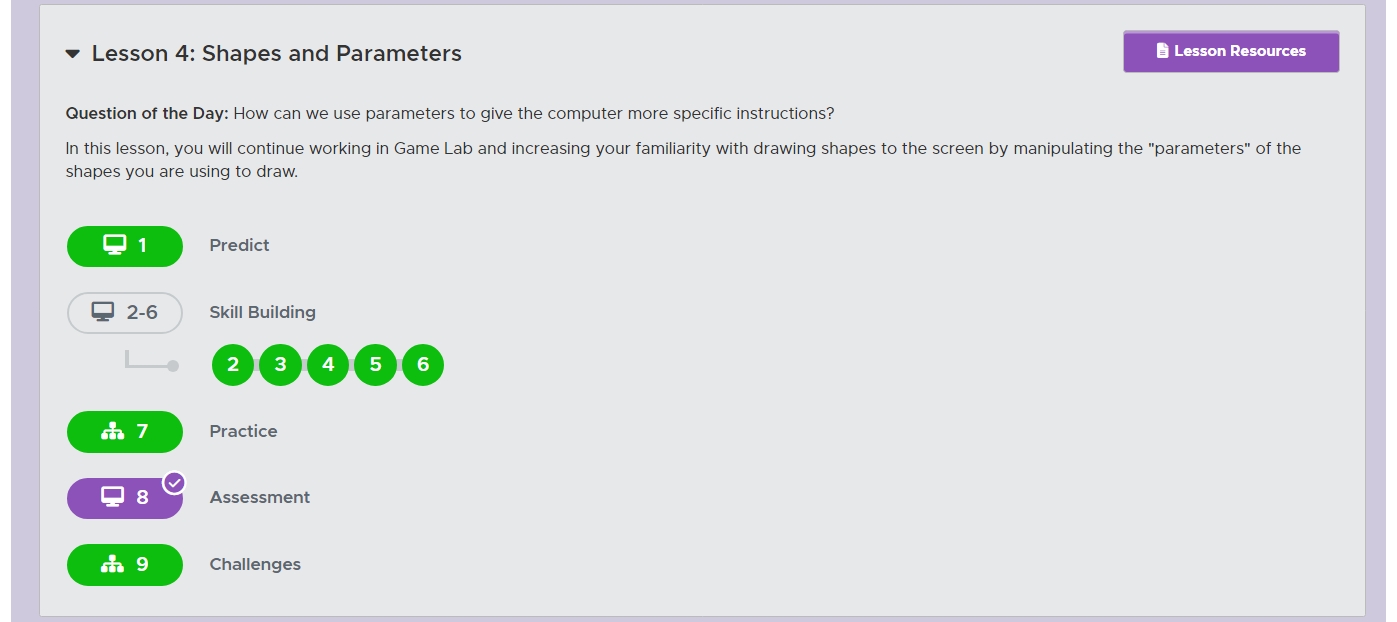 Lesson 4: Shapes and Parameters
Lesson Resources
Question of the Day: How can we use parameters to give the computer more specific instructions?
In this lesson, you will continue working in Game Lab and increasing your familiarity with drawing shapes to the screen by manipulating the "parameters" of the
shapes you are using to draw.
1 Predict
2-6 Skill Building
2 3 4 5 6
7 Practice
8 Assessment
9 Challenges